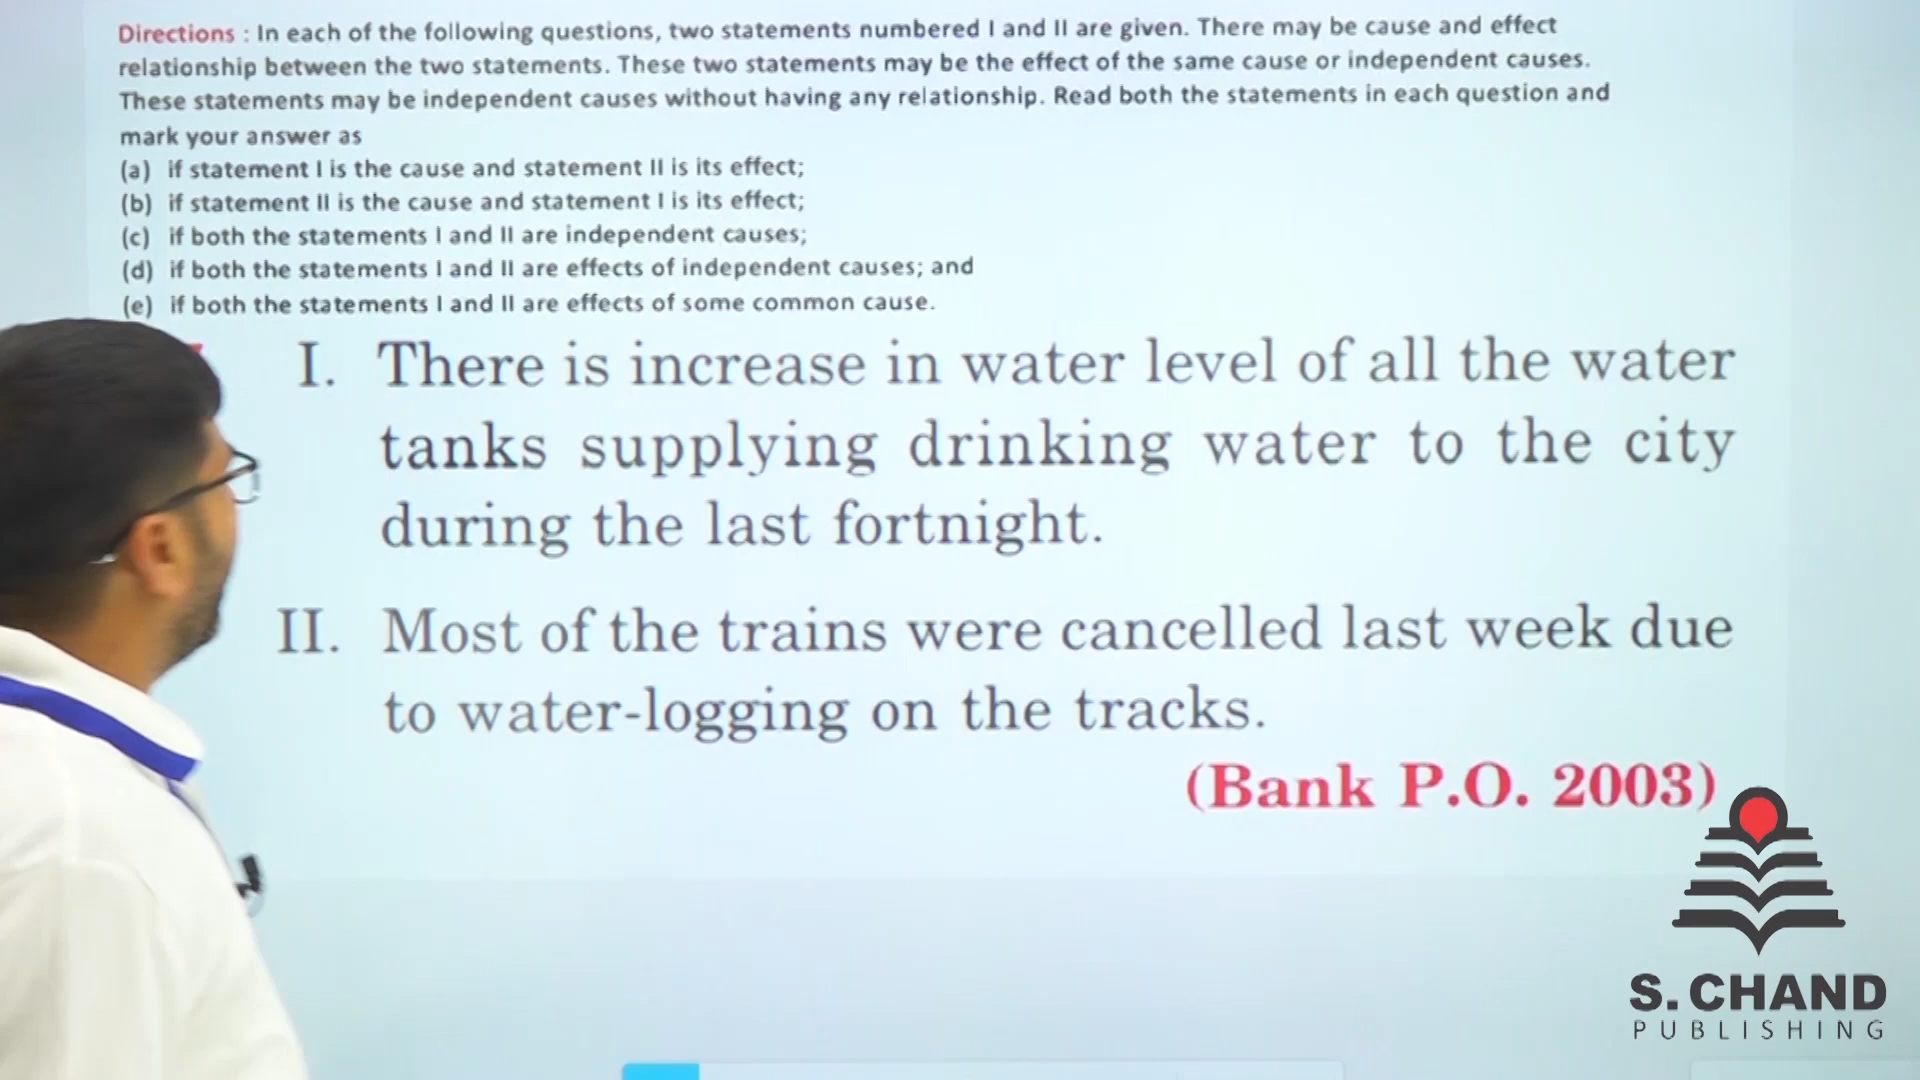 Directions : In each of the following questions, two statements numbered I and II are given. There may be cause and effect
relationship between the two statements. These two statements may be the effect of the same cause or independent causes.
These statements may be independent causes without having any relationship. Read both the statements in each question and
mark your answer as
(a) if statement I is the cause and statement II is its effect;
(b) if statement II is the cause and statement I is its effect;
(c) if both the statements I and II are independent causes;
(d) if both the statements I and II are effects of independent causes; and
(e) if both the statements I and II are effects of some common cause.
I. There is increase in water level of all the water
tanks supplying drinking water to the city
during the last fortnight.
II. Most of the trains were cancelled last week due
to water-logging on the tracks.
(Bank P.O. 2003)
S. CHAND
PUBLISHING